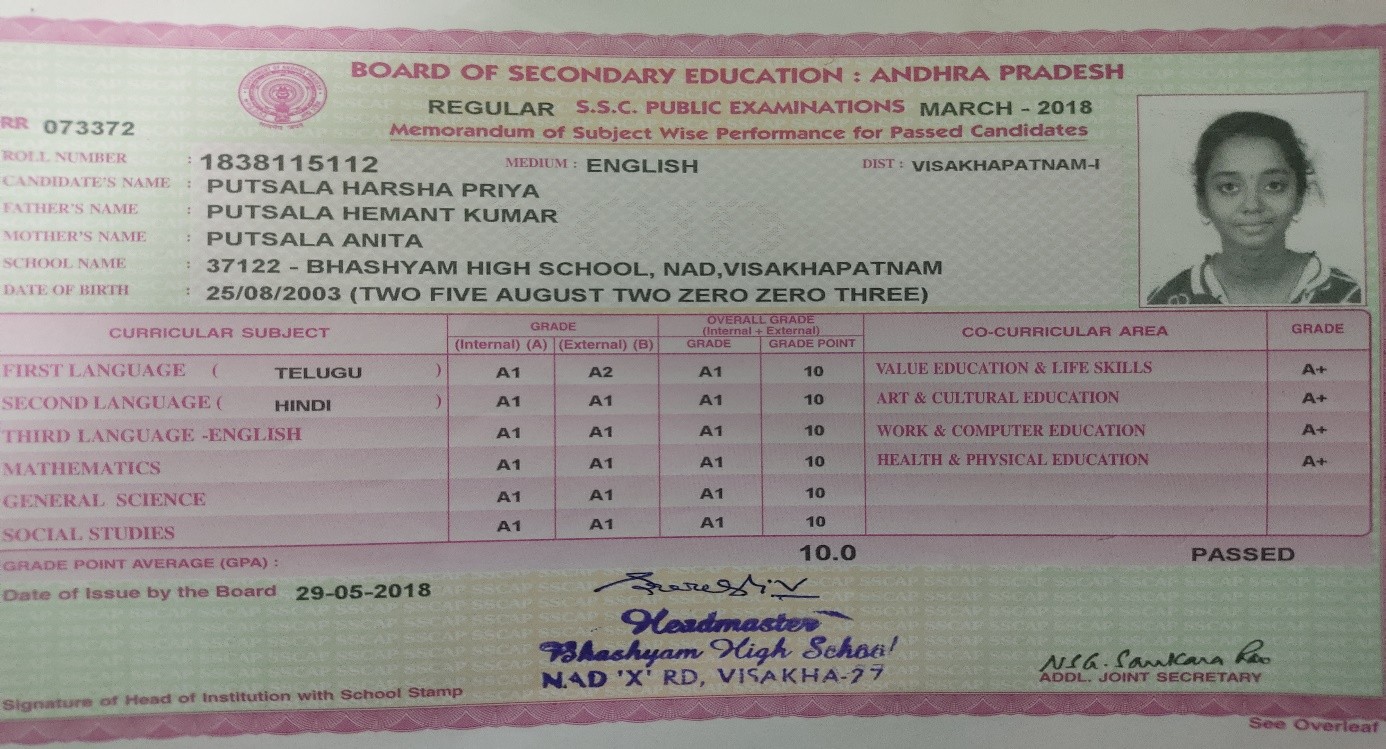 BOARD OF SECONDARY EDUCATION : ANDHRA PRADESH
REGULAR S.S.C. PUBLIC EXAMINATIONS MARCH - 2018
RR 073372
Memorandum of Subject Wise Performance for Passed Candidates
ROLL NUMBER : 1838115112 MEDIUM : ENGLISH DIST : VISAKHAPATNAM-I
CANDIDATE'S NAME : PUTSALA HARSHA PRIYA
FATHER'S NAME : PUTSALA HEMANT KUMAR
MOTHER'S NAME : PUTSALA ANITA
SCHOOL NAME : 37122 - BHASHYAM HIGH SCHOOL, NAD,VISAKHAPATNAM
DATE OF BIRTH : 25/08/2003 (TWO FIVE AUGUST TWO ZERO ZERO THREE)
CURRICULAR SUBJECT GRADE OVERALL GRADE (Internal + External) CO-CURRICULAR AREA GRADE
(Internal) (A) (External) (B) GRADE GRADE POINT
FIRST LANGUAGE ( TELUGU ) A1 A2 A1 10 VALUE EDUCATION & LIFE SKILLS A+
SECOND LANGUAGE ( HINDI ) A1 A1 A1 10 ART & CULTURAL EDUCATION A+
THIRD LANGUAGE -ENGLISH A1 A1 A1 10 WORK & COMPUTER EDUCATION A+
MATHEMATICS A1 A1 A1 10 HEALTH & PHYSICAL EDUCATION A+
GENERAL SCIENCE A1 A1 A1 10
SOCIAL STUDIES A1 A1 A1 10
GRADE POINT AVERAGE (GPA) : 10.0 PASSED
Date of Issue by the Board 29-05-2018
Headmaster
Bhashyam High School
NAD 'X' RD, VISAKHA-27
N.S.G. Sankara Rao
ADDL. JOINT SECRETARY
Signature of Head of Institution with School Stamp
See Overleaf